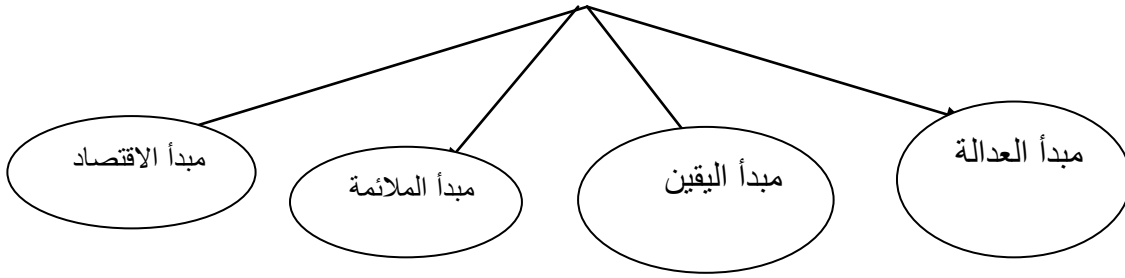 مبدأ العدالة
مبدأ اليقين
مبدأ الملائمة
مبدأ الاقتصاد